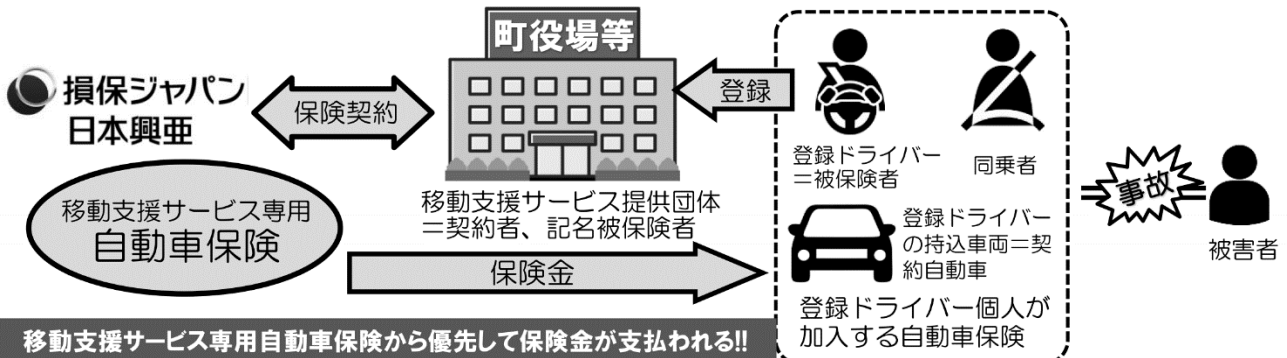 町役場等
損保ジャパン
日本興亜
保険契約
登録
登録ドライバー
＝被保険者
同乗者
事故
被害者
移動支援サービス提供団体
＝契約者、記名被保険者
移動支援サービス専用
自動車保険
登録ドライバー
の持込車両＝契
約自動車
保険金
登録ドライバー個人が
加入する自動車保険
移動支援サービス専用自動車保険から優先して保険金が支払われる!!